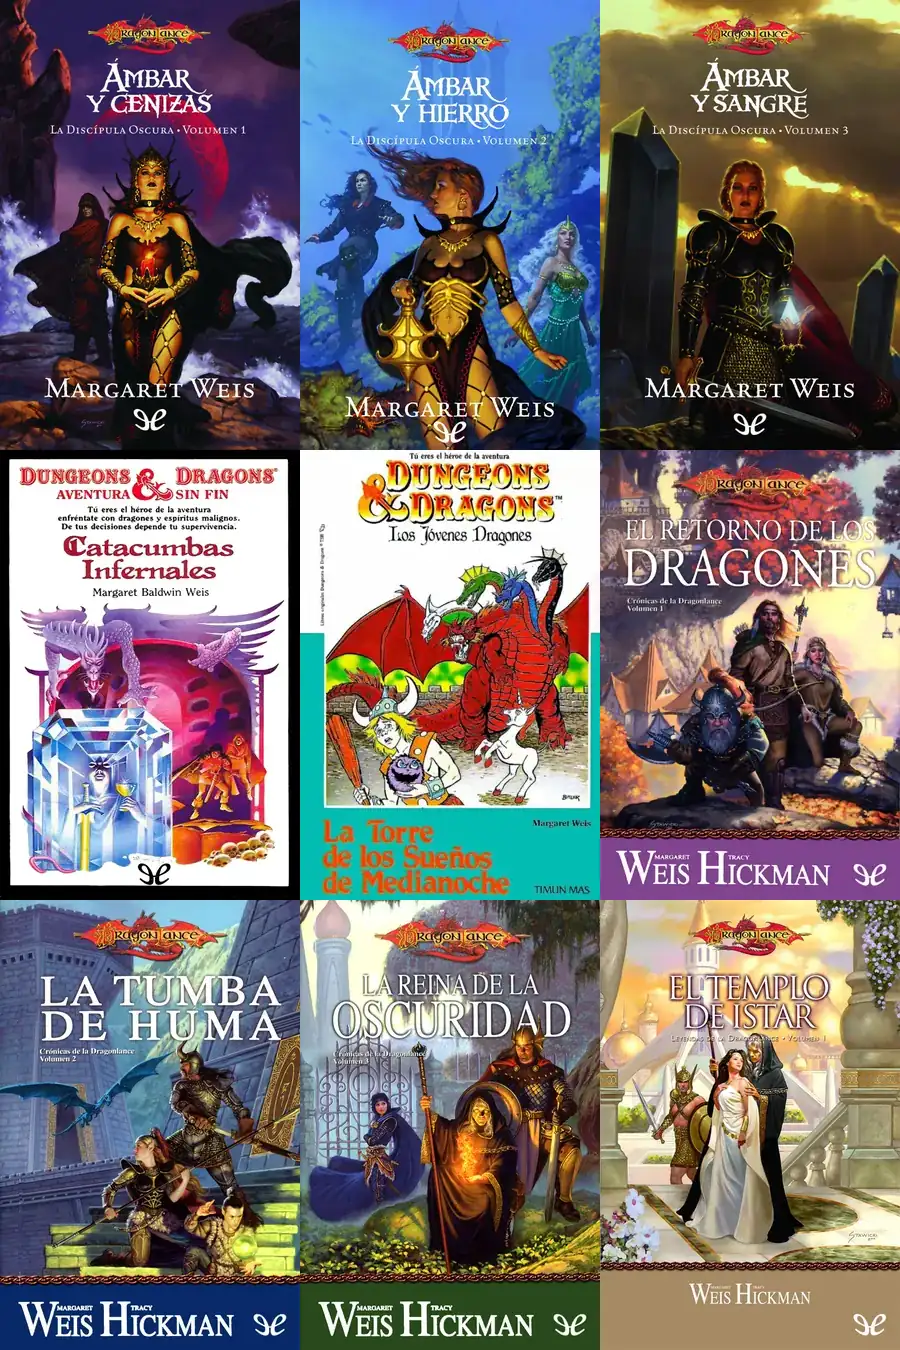 DRAGONLANCE
ÁMBAR
Y CENIZAS
LA DISCÍPULA OSCURA • VOLUMEN 1
MARGARET WEIS
DRAGONLANCE
ÁMBAR
Y HIERRO
LA DISCÍPULA OSCURA • VOLUMEN 2
MARGARET WEIS
DRAGONLANCE
ÁMBAR
Y SANGRE
LA DISCÍPULA OSCURA • VOLUMEN 3
MARGARET WEIS
DUNGEONS & DRAGONS®
AVENTURA SIN FIN
Tú eres el héroe de la aventura
enfréntate con dragones y espíritus malignos.
De tus decisiones depende tu supervivencia.
Catacumbas
Infernales
Margaret Baldwin Weis
Tú eres el héroe de la aventura
DUNGEONS
& DRAGONS™
Los Jóvenes Dragones
Margaret Weis
La Torre
de los Sueños
de Medianoche
TIMUN MAS
DRAGONLANCE
EL RETORNO DE LOS
DRAGONES
Crónicas de la Dragonlance
Volumen 1
MARGARET WEIS TRACY HICKMAN
DRAGONLANCE
LA TUMBA
DE HUMA
Crónicas de la Dragonlance
Volumen 2
MARGARET WEIS TRACY HICKMAN
DRAGONLANCE
LA REINA DE LA
OSCURIDAD
Crónicas de la Dragonlance
Volumen 3
MARGARET WEIS TRACY HICKMAN
DRAGONLANCE
EL TEMPLO
DE ISTAR
LEYENDAS DE LA DRAGONLANCE • VOLUMEN 1
MARGARET WEIS TRACY HICKMAN